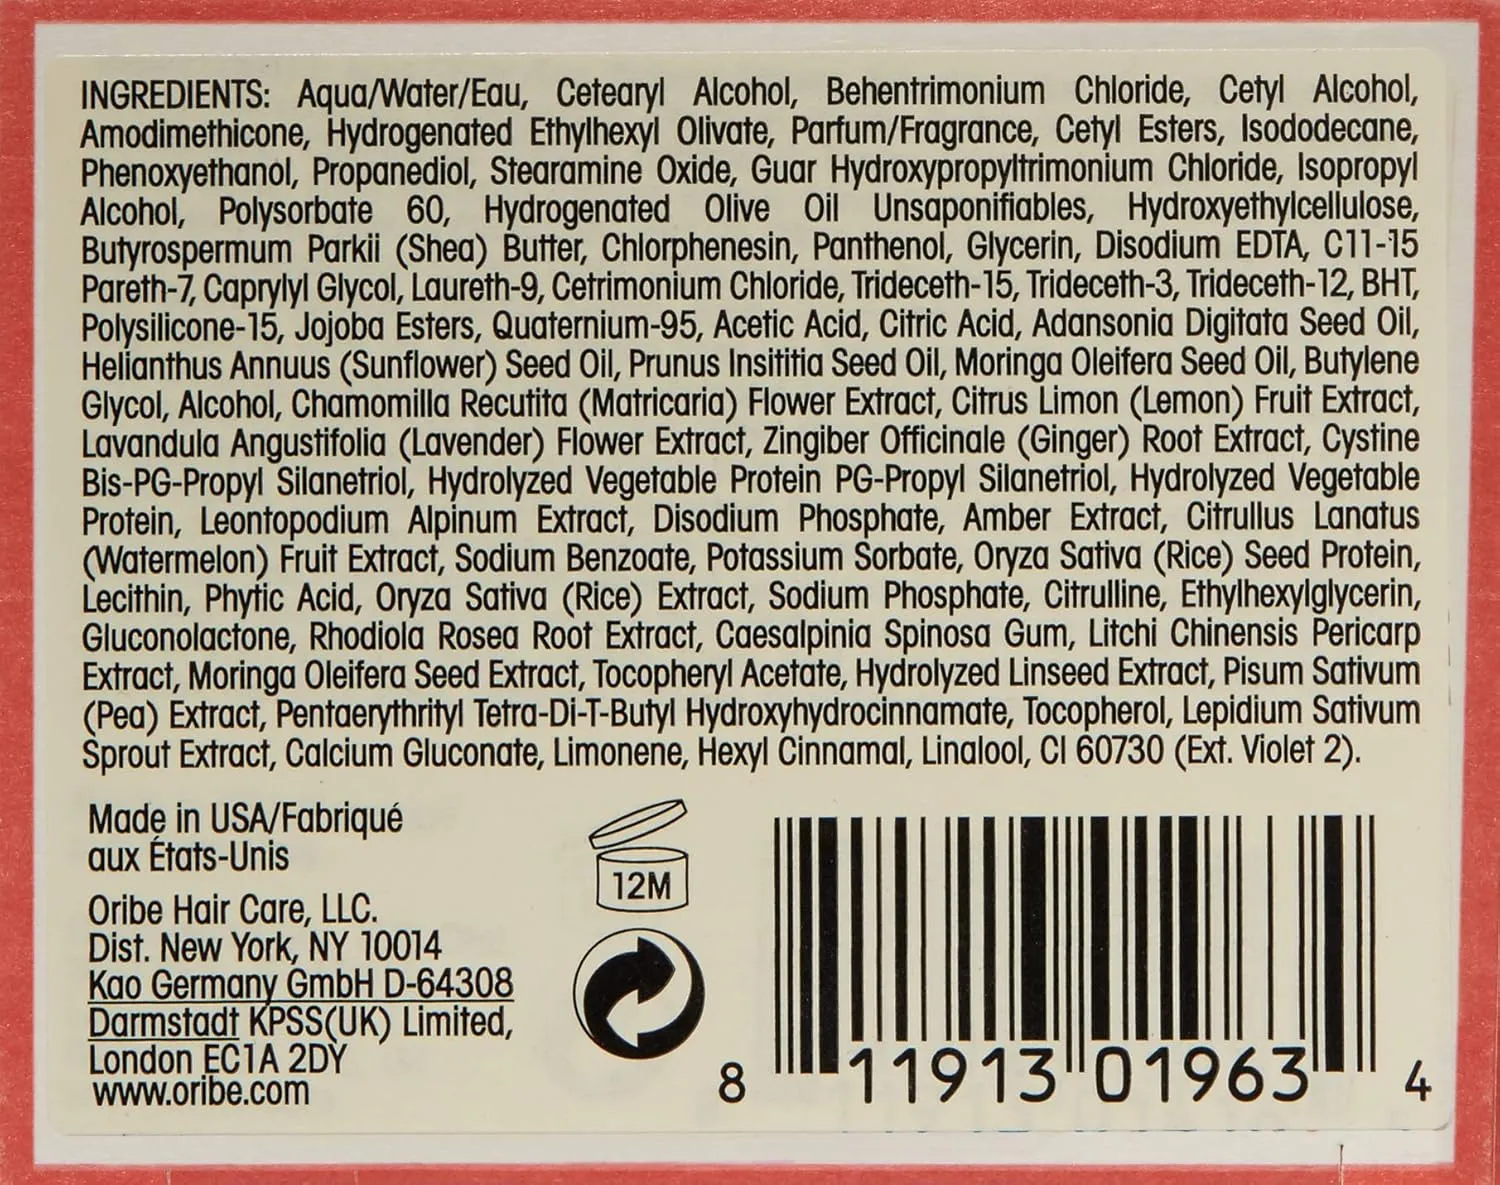 INGREDIENTS: Aqua/Water/Eau, Cetearyl Alcohol, Behentrimonium Chloride, Cetyl Alcohol,
Amodimethicone, Hydrogenated Ethylhexyl Olivate, Parfum/Fragrance, Cetyl Esters, Isododecane,
Phenoxyethanol, Propanediol, Stearamine Oxide, Guar Hydroxypropyltrimonium Chloride, Isopropyl
Alcohol, Polysorbate 60, Hydrogenated Olive Oil Unsaponifiables, Hydroxyethylcellulose,
Butyrospermum Parkii (Shea) Butter, Chlorphenesin, Panthenol, Glycerin, Disodium EDTA, C11-15
Pareth-7, Caprylyl Glycol, Laureth-9, Cetrimonium Chloride, Trideceth-15, Trideceth-3, Trideceth-12, BHT,
Polysilicone-15, Jojoba Esters, Quaternium-95, Acetic Acid, Citric Acid, Adansonia Digitata Seed Oil,
Helianthus Annuus (Sunflower) Seed Oil, Prunus Insititia Seed Oil, Moringa Oleifera Seed Oil, Butylene
Glycol, Alcohol, Chamomilla Recutita (Matricaria) Flower Extract, Citrus Limon (Lemon) Fruit Extract,
Lavandula Angustifolia (Lavender) Flower Extract, Zingiber Officinale (Ginger) Root Extract, Cystine
Bis-PG-Propyl Silanetriol, Hydrolyzed Vegetable Protein PG-Propyl Silanetriol, Hydrolyzed Vegetable
Protein, Leontopodium Alpinum Extract, Disodium Phosphate, Amber Extract, Citrullus Lanatus
(Watermelon) Fruit Extract, Sodium Benzoate, Potassium Sorbate, Oryza Sativa (Rice) Seed Protein,
Lecithin, Phytic Acid, Oryza Sativa (Rice) Extract, Sodium Phosphate, Citrulline, Ethylhexylglycerin,
Gluconolactone, Rhodiola Rosea Root Extract, Caesalpinia Spinosa Gum, Litchi Chinensis Pericarp
Extract, Moringa Oleifera Seed Extract, Tocopheryl Acetate, Hydrolyzed Linseed Extract, Pisum Sativum
(Pea) Extract, Pentaerythrityl Tetra-Di-T-Butyl Hydroxyhydrocinnamate, Tocopherol, Lepidium Sativum
Sprout Extract, Calcium Gluconate, Limonene, Hexyl Cinnamal, Linalool, CI 60730 (Ext. Violet 2).
Made in USA/Fabriqué
aux États-Unis
Oribe Hair Care, LLC.
Dist. New York, NY 10014
Kao Germany GmbH D-64308
Darmstadt KPSS(UK) Limited,
London EC1A 2DY
www.oribe.com
12M
8 11913 01963 4